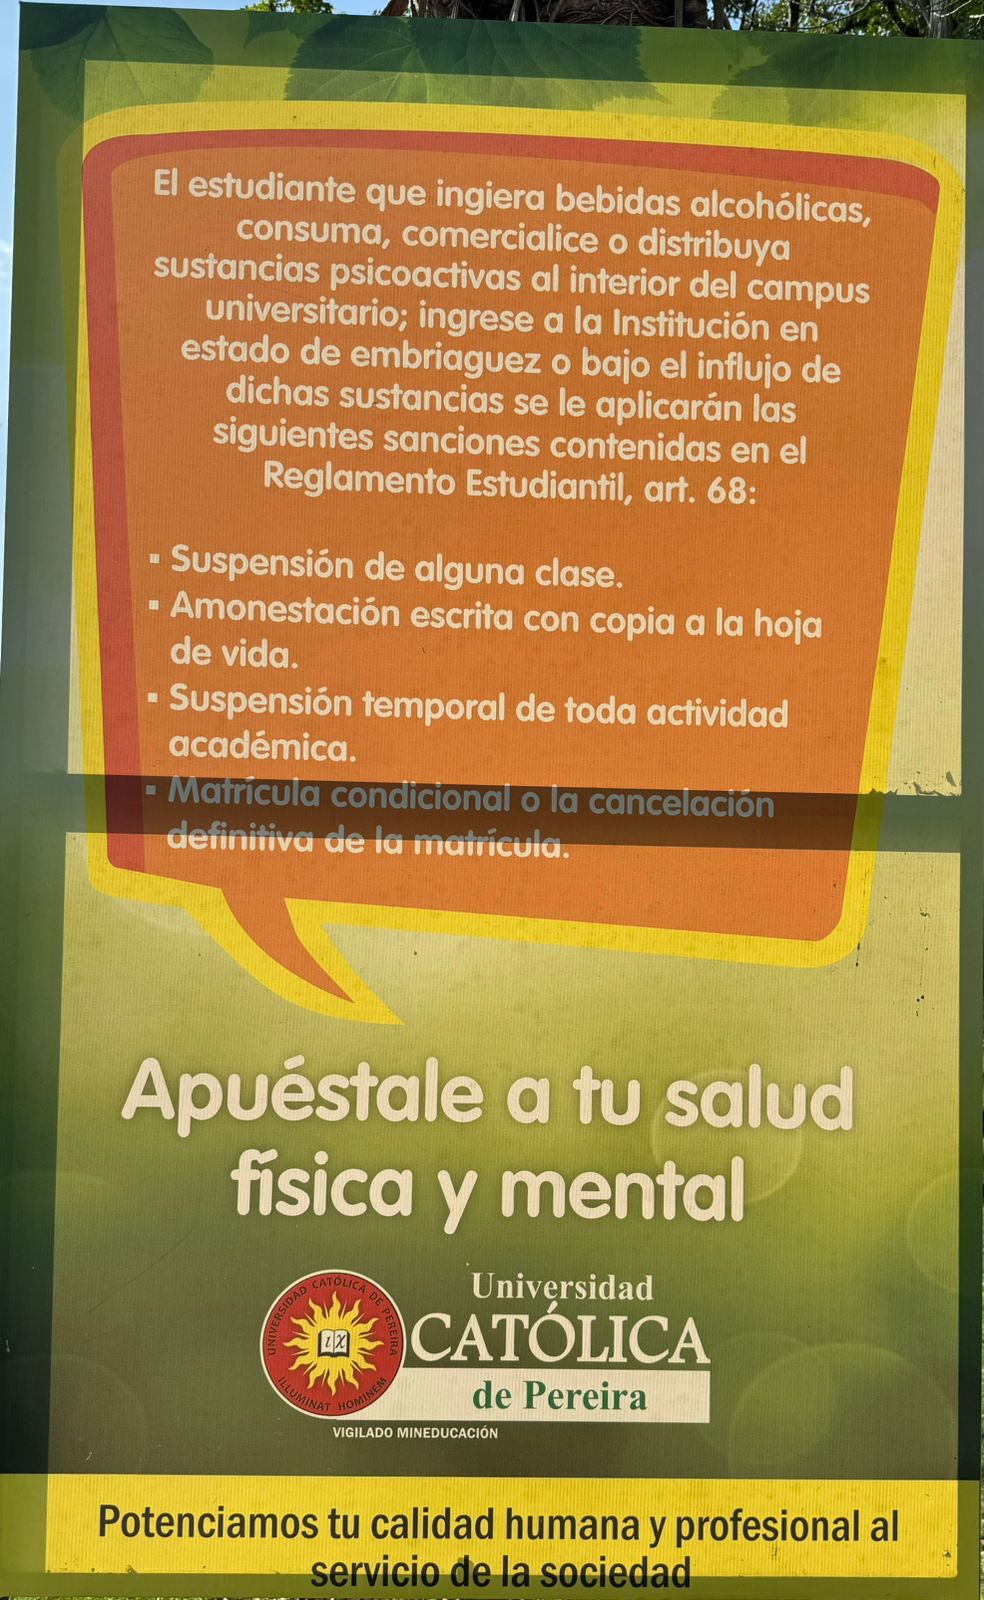 El estudiante que ingiera bebidas alcohólicas,
consuma, comercialice o distribuya
sustancias psicoactivas al interior del campus
universitario; ingrese a la Institución en
estado de embriaguez o bajo el influjo de
dichas sustancias se le aplicarán las
siguientes sanciones contenidas en el
Reglamento Estudiantil, art. 68:
▪ Suspensión de alguna clase.
▪ Amonestación escrita con copia a la hoja
de vida.
▪ Suspensión temporal de toda actividad
académica.
▪ Matrícula condicional o la cancelación
definitiva de la matrícula.
Apuéstale a tu salud
física y mental
UNIVERSIDAD CATÓLICA DE PEREIRA
ILLUMINAT HOMINEM
Universidad
CATÓLICA
de Pereira
VIGILADO MINEDUCACIÓN
Potenciamos tu calidad humana y profesional al
servicio de la sociedad